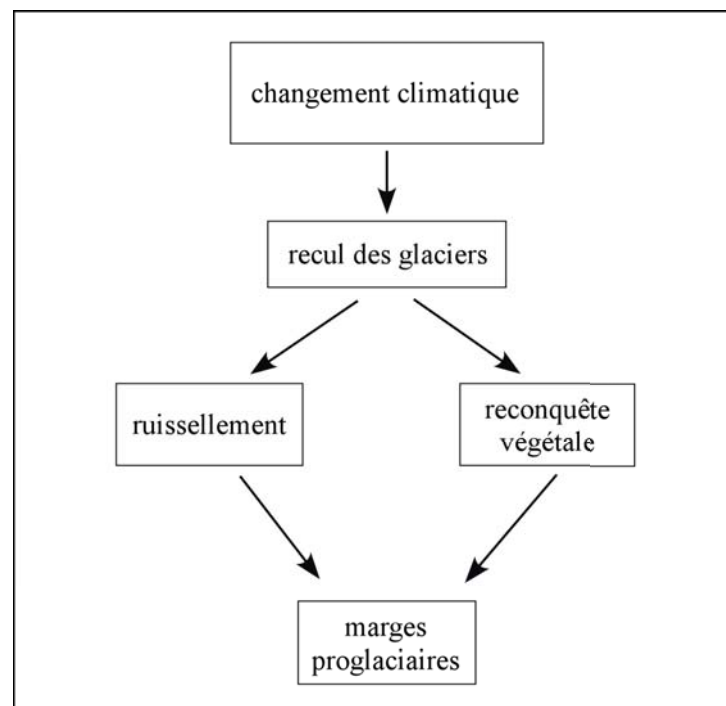 changement climatique
recul des glaciers
ruissellement
reconquête
végétale
marges
proglaciaires